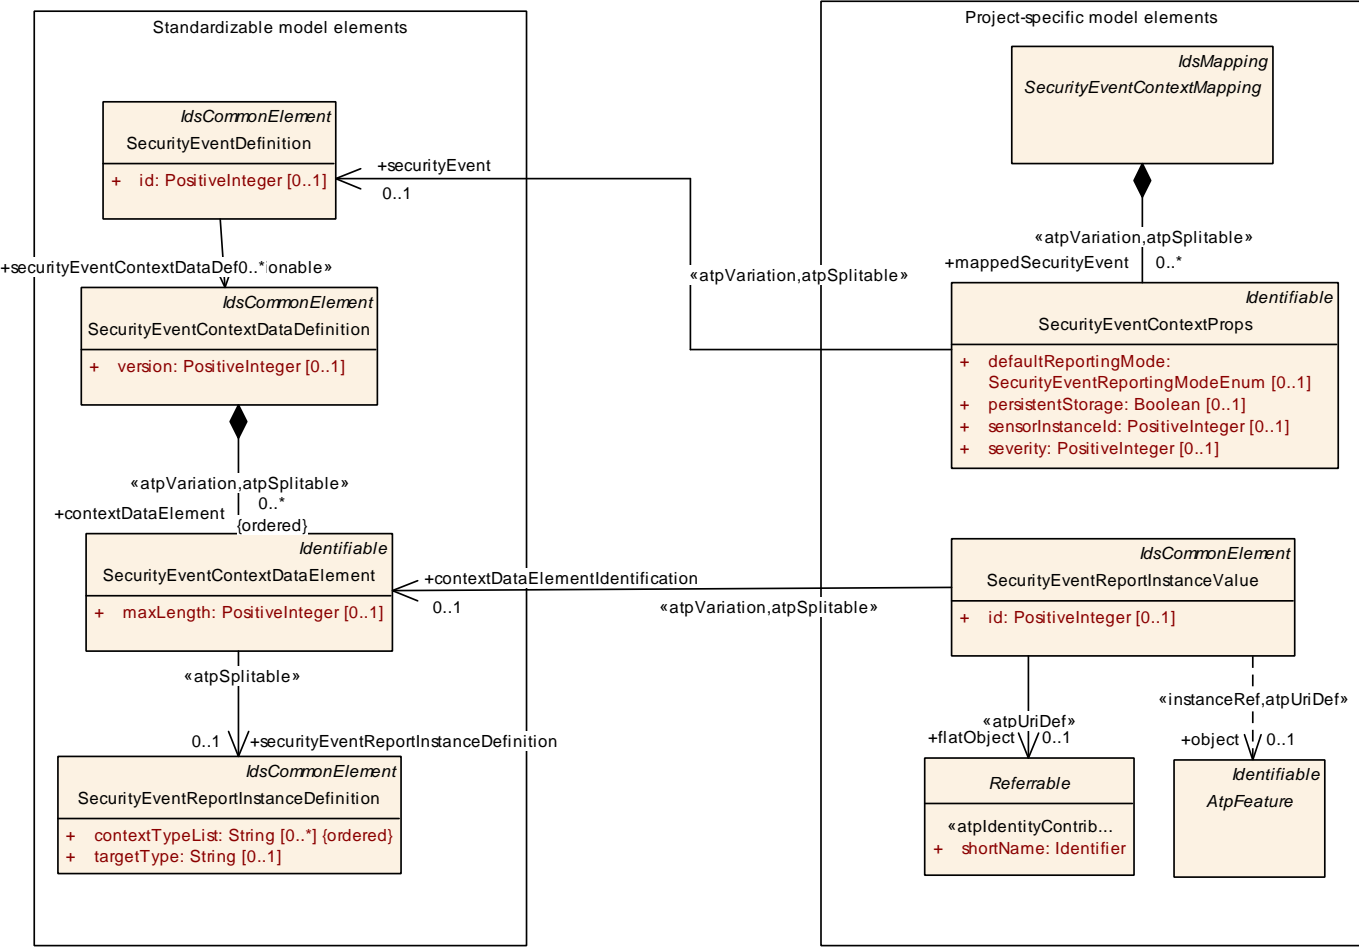 Standardizable model elements
IdsCommonElement
SecurityEventDefinition
+ id: PositiveInteger [0..1]
+securityEventContextDataDef0..*ionable»
IdsCommonElement
SecurityEventContextDataDefinition
+ version: PositiveInteger [0..1]
«atpVariation,atpSplitable»
0..*
+contextDataElement
{ordered}
Identifiable
SecurityEventContextDataElement
+ maxLength: PositiveInteger [0..1]
«atpSplitable»
0..1
+securityEventReportInstanceDefinition
IdsCommonElement
SecurityEventReportInstanceDefinition
+ contextTypeList: String [0..*] {ordered}
+ targetType: String [0..1]
+securityEvent
0..1
«atpVariation,atpSplitable»
+contextDataElementIdentification
0..1
«atpVariation,atpSplitable»
Project-specific model elements
IdsMapping
SecurityEventContextMapping
«atpVariation,atpSplitable»
+mappedSecurityEvent
0..*
Identifiable
SecurityEventContextProps
+ defaultReportingMode:
SecurityEventReportingModeEnum [0..1]
+ persistentStorage: Boolean [0..1]
+ sensorInstanceId: PositiveInteger [0..1]
+ severity: PositiveInteger [0..1]
IdsCommonElement
SecurityEventReportInstanceValue
+ id: PositiveInteger [0..1]
«atpUriDef»
+flatObject
0..1
«instanceRef,atpUriDef»
+object
0..1
Referrable
«atpIdentityContrib...
+ shortName: Identifier
Identifiable
AtpFeature